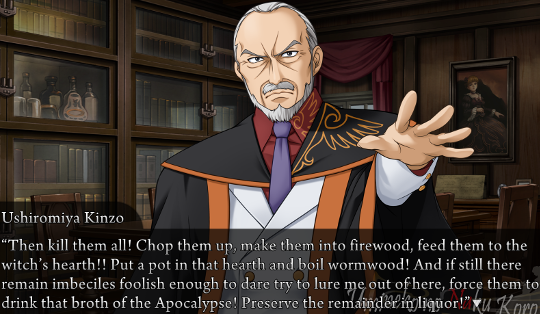 Ushiromiya Kinzo
“Then kill them all! Chop them up, make them into firewood, feed them to the
witch’s hearth!! Put a pot in that hearth and boil wormwood! And if still there
remain imbeciles foolish enough to dare try to lure me out of here, force them to
drink that broth of the Apocalypse! Preserve the remainder in liquor!”
Naku Koro